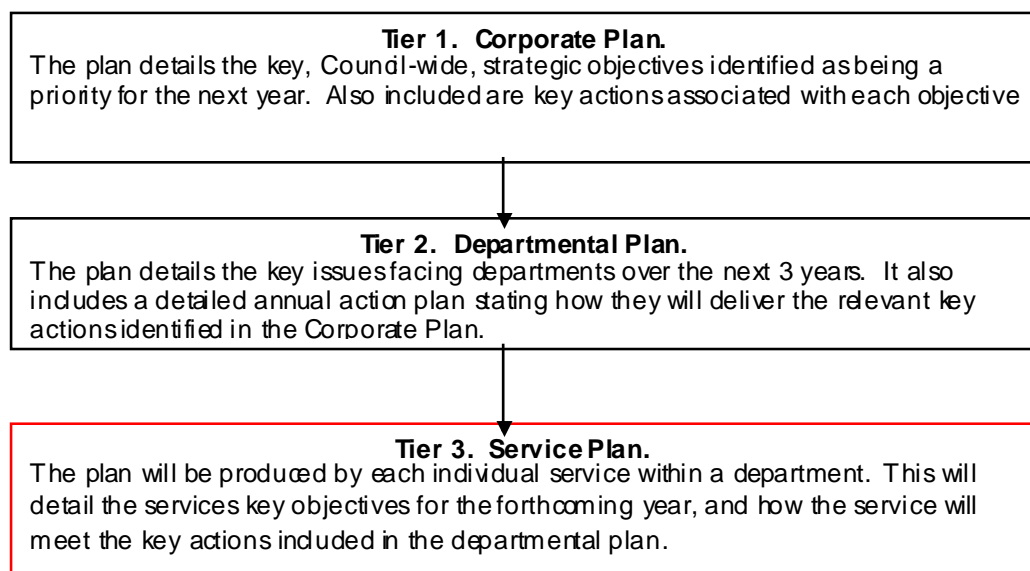 Tier 1. Corporate Plan.
The plan details the key, Council-wide, strategic objectives identified as being a
priority for the next year. Also included are key actions associated with each objective
Tier 2. Departmental Plan.
The plan details the key issues facing departments over the next 3 years. It also
includes a detailed annual action plan stating how they will deliver the relevant key
actions identified in the Corporate Plan.
Tier 3. Service Plan.
The plan will be produced by each individual service within a department. This will
detail the services key objectives for the forthcoming year, and how the service will
meet the key actions included in the departmental plan.